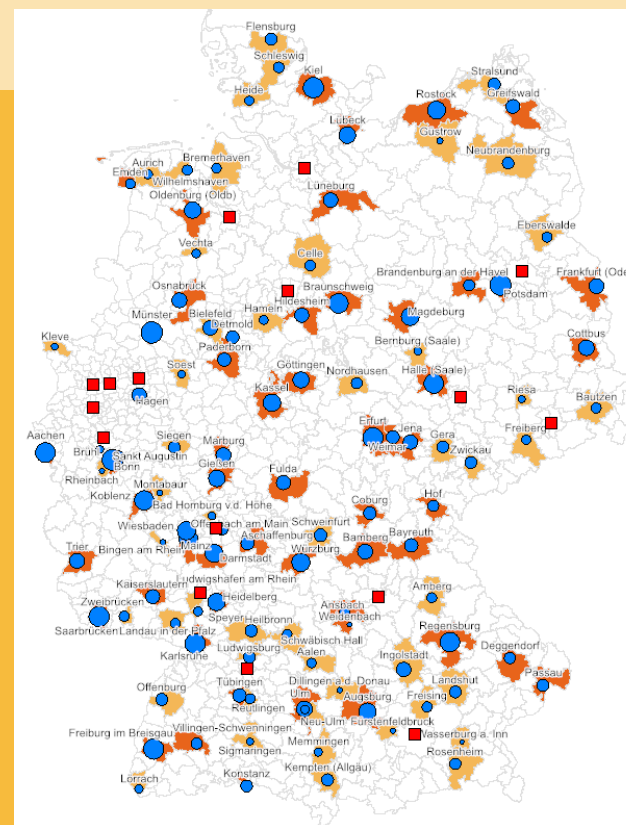 Flensburg
Schleswig
Kiel
Heide
Stralsund
Greifswald
Rostock
Lübeck
Güstrow
Neubrandenburg
Aurich
Bremerhaven
Emden
Wilhelmshaven
Oldenburg (Oldb)
Lüneburg
Eberswalde
Vechta
Celle
Brandenburg an der Havel
Frankfurt (Ode
Potsdam
Osnabrück
Braunschweig
Hildesheim
Münster
Bielefeld
Hameln
Detmold
Magdeburg
Cottbus
Kleve
Paderborn
Bernburg (Saale)
Soest
Göttingen
Nordhausen
Halle (Saale)
Kassel
Riesa
Bautzen
Hagen
Erfurt
Jena
Weimar
Gera
Freiberg
Aachen
Brühl
Siegen
Marburg
Zwickau
Sankt Augustin
Bonn
Rheinbach
Gießen
Fulda
Montabaur
Koblenz
Bad Homburg v.d. Höhe
Coburg
Hof
Wiesbaden
Offenbach am Main
Schweinfurt
Aschaffenburg
Bingen am Rhein
Mainz
Bayreuth
Trier
Darmstadt
Würzburg
Bamberg
Kaiserslautern
Ludwigshafen am Rhein
Amberg
Zweibrücken
Heidelberg
Ansbach
Weidenbach
Speyer
Heilbronn
Saarbrücken
Landau in der Pfalz
Schwäbisch Hall
Regensburg
Karlsruhe
Ludwigsburg
Aalen
Ingolstadt
Deggendorf
Tübingen
Dillingen a.d. Donau
Landshut
Passau
Offenburg
Reutlingen
Ulm
Augsburg
Freising
Neu-Ulm
Fürstenfeldbruck
Freiburg im Breisgau
Villingen-Schwenningen
Wasserburg a. Inn
Sigmaringen
Memmingen
Rosenheim
Kempten (Allgäu)
Lörrach
Konstanz